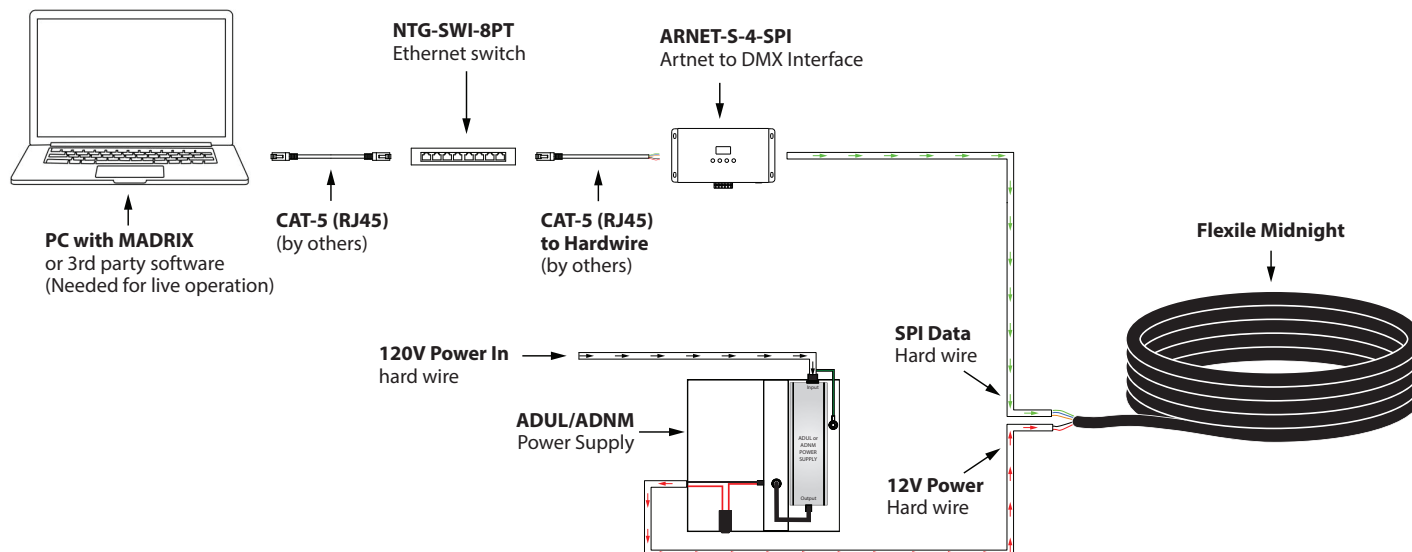 NTG-SWI-8PT
Ethernet switch
ARNET-S-4-SPI
Artnet to DMX Interface
PC with MADRIX
or 3rd party software
(Needed for live operation)
CAT-5 (RJ45)
(by others)
CAT-5 (RJ45)
to Hardwire
(by others)
Flexile Midnight
SPI Data
Hard wire
120V Power In
hard wire
ADUL/ADNM
Power Supply
Input
ADUL or
ADNM
POWER
SUPPLY
Output
12V Power
Hard wire